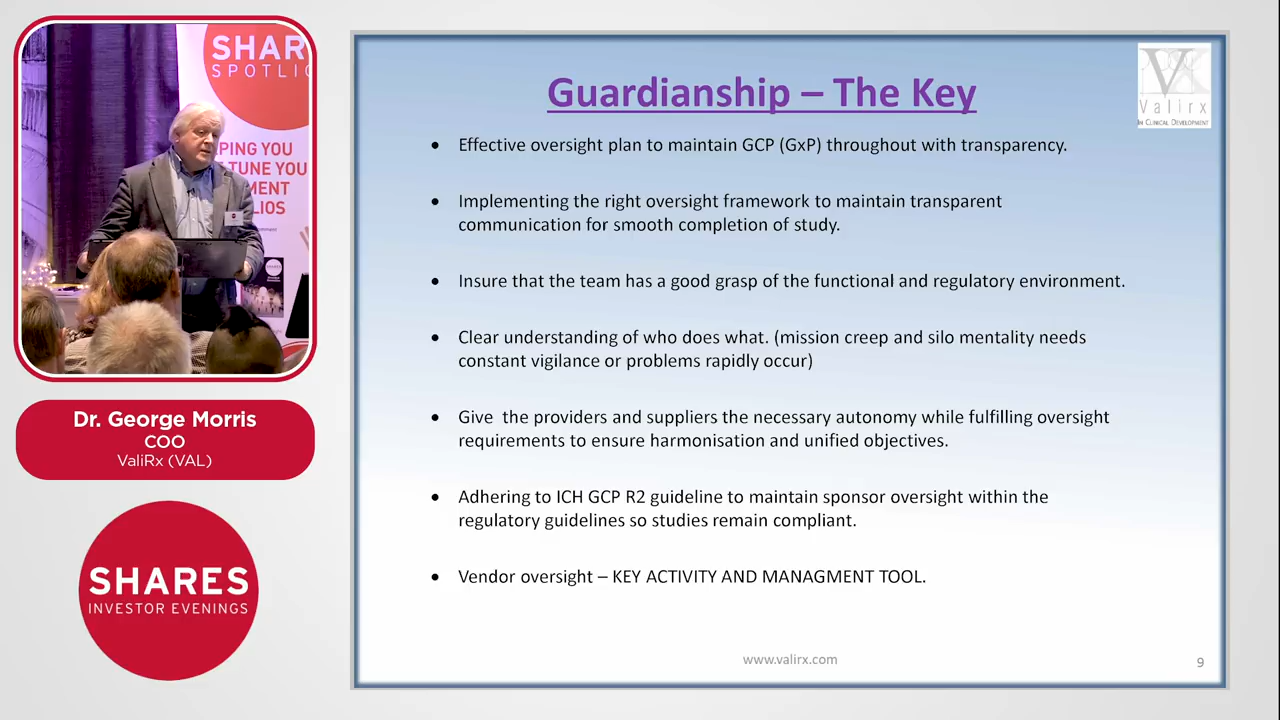 SHAR
SPOTLIG
PING YOU
TUNE YOU
MENT
LIOS
Dr. George Morris
COO
ValiRx (VAL)
SHARES
INVESTOR EVENINGS
V
Valirx
IN CLINICAL DEVELOPMENT
Guardianship – The Key
• Effective oversight plan to maintain GCP (GxP) throughout with transparency.
• Implementing the right oversight framework to maintain transparent
communication for smooth completion of study.
• Insure that the team has a good grasp of the functional and regulatory environment.
• Clear understanding of who does what. (mission creep and silo mentality needs
constant vigilance or problems rapidly occur)
• Give  the providers and suppliers the necessary autonomy while fulfilling oversight
requirements to ensure harmonisation and unified objectives.
• Adhering to ICH GCP R2 guideline to maintain sponsor oversight within the
regulatory guidelines so studies remain compliant.
• Vendor oversight – KEY ACTIVITY AND MANAGMENT TOOL.
www.valirx.com
9